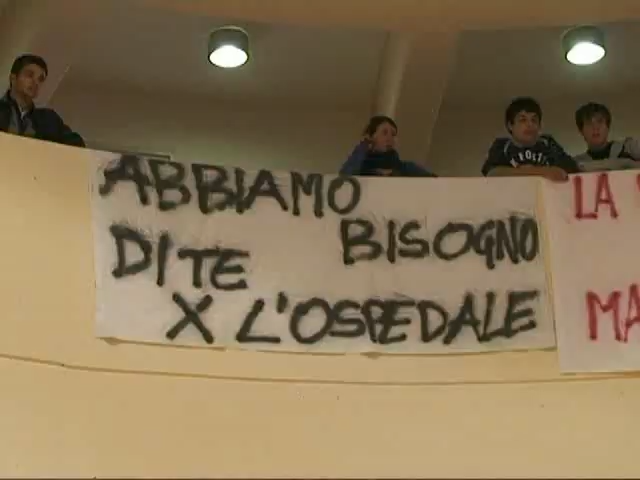 ABBIAMO
BISOGNO
DI TE
X L'OSPEDALE
LA
MA